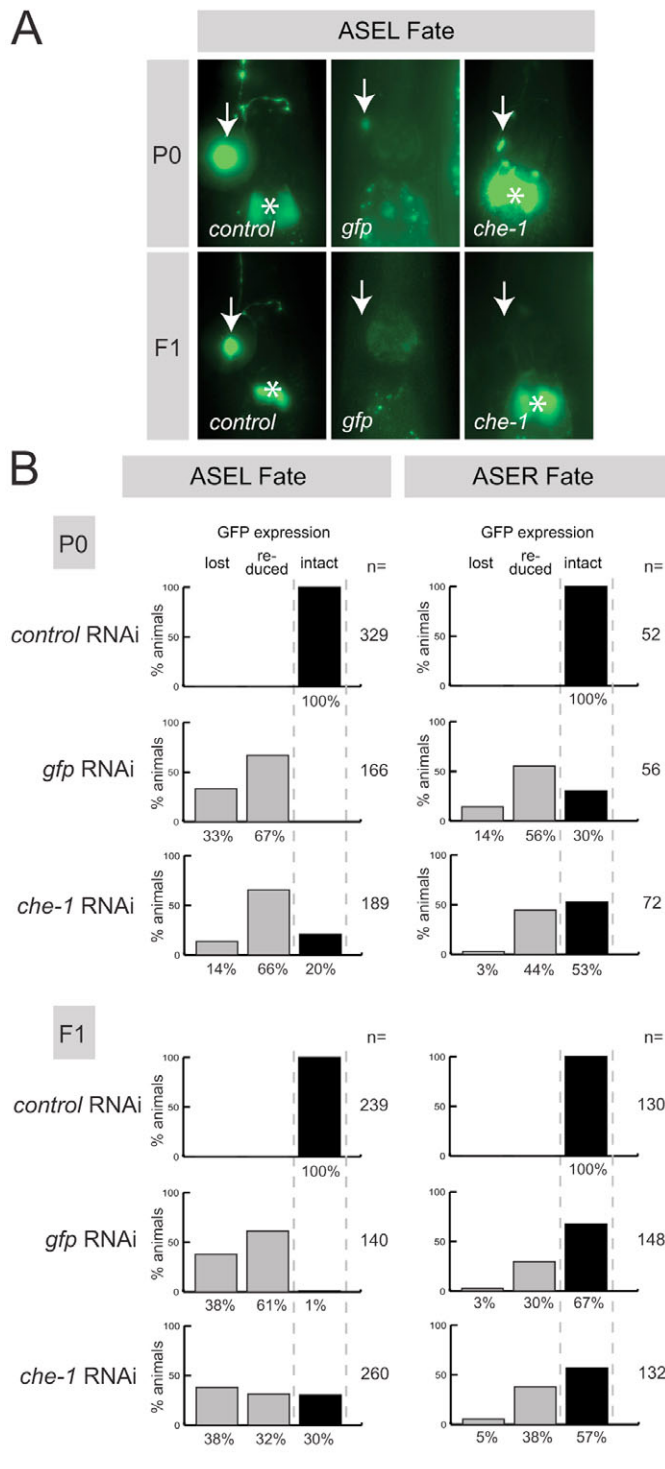 A
ASEL Fate
P0
control
*
gfp
che-1
*
F1
control
*
gfp
che-1
*
B
ASEL Fate
ASER Fate
P0
GFP expression
lost
re-
duced
intact
n=
GFP expression
lost
re-
duced
intact
n=
control RNAi
% animals
100
50
0
100%
329
% animals
100
50
0
100%
52
gfp RNAi
% animals
100
50
0
33% 67%
166
% animals
100
50
0
14% 56% 30%
56
che-1 RNAi
% animals
100
50
0
14% 66% 20%
189
% animals
100
50
0
3% 44% 53%
72
F1
n=
n=
control RNAi
% animals
100
50
0
100%
239
% animals
100
50
0
100%
130
gfp RNAi
% animals
100
50
0
38% 61% 1%
140
% animals
100
50
0
3% 30% 67%
148
che-1 RNAi
% animals
100
50
0
38% 32% 30%
260
% animals
100
50
0
5% 38% 57%
132